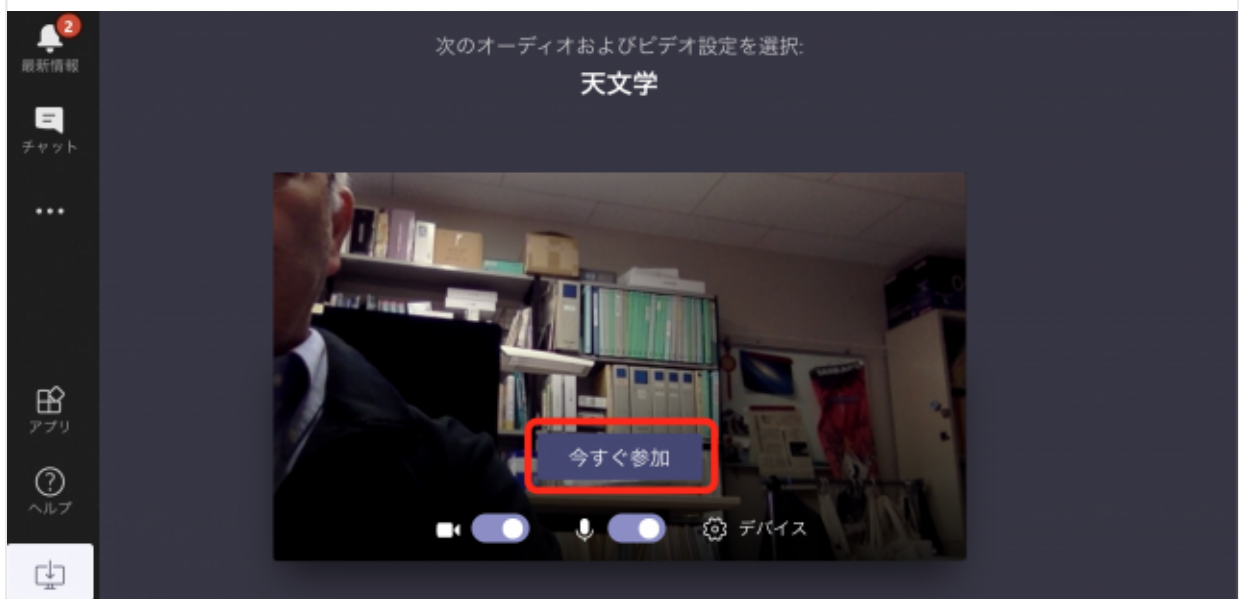 2
最新情報
チャット
アプリ
ヘルプ
次のオーディオおよびビデオ設定を選択:
天文学
今すぐ参加
デバイス